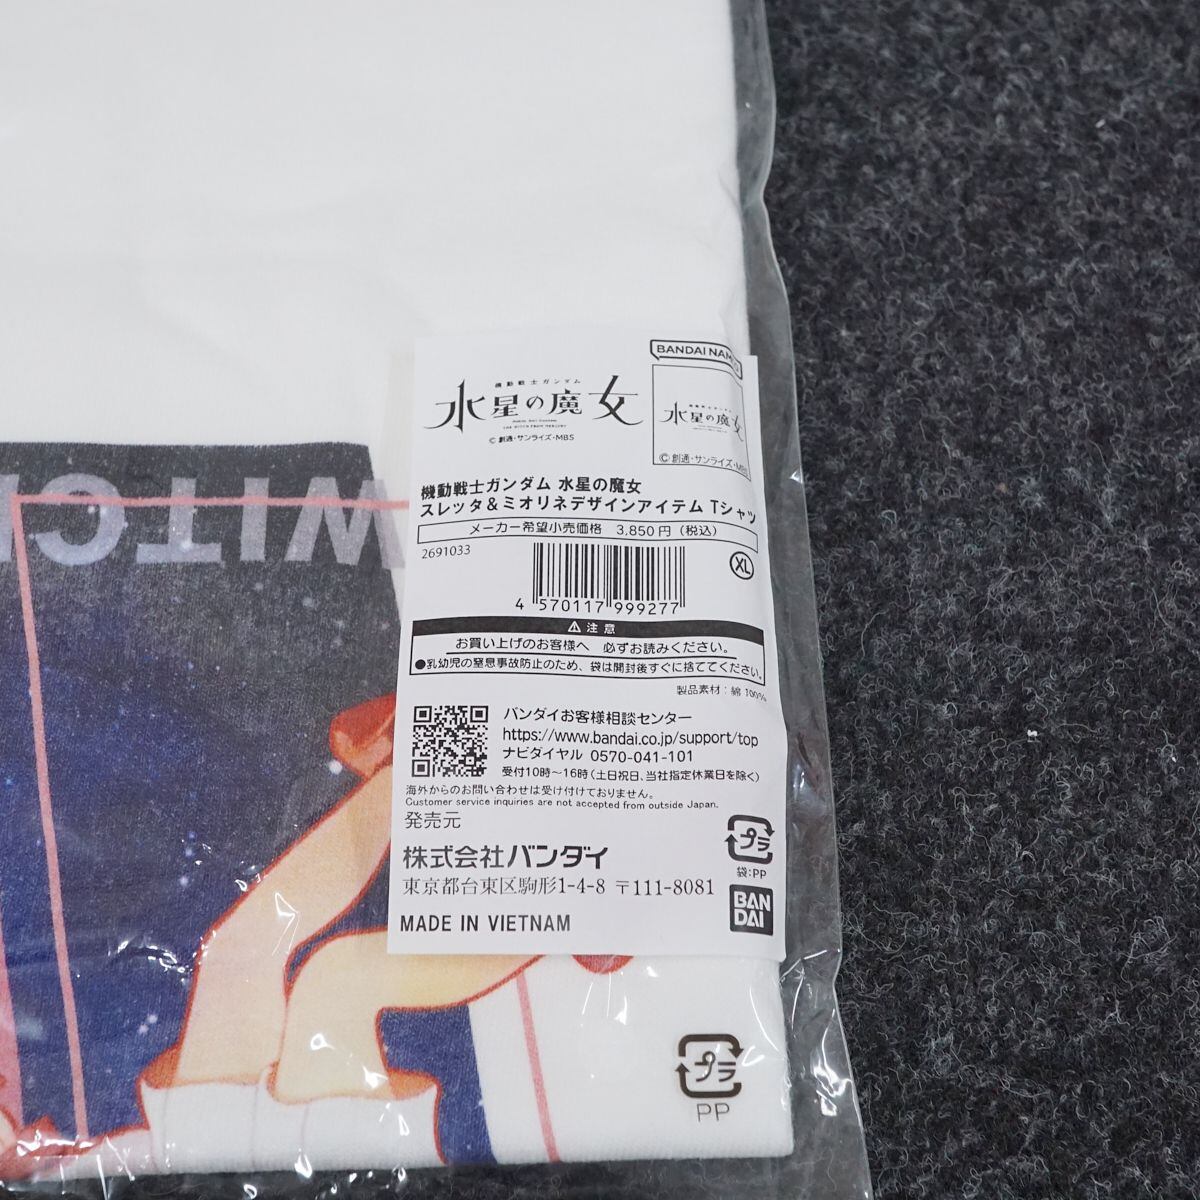 BANDAI NAMCO
機動戦士ガンダム
水星の魔女
MOBILE SUIT GUNDAM
THE WITCH FROM MERCURY
© 創通・サンライズ・MBS
水星の魔女
© 創通・サンライズ・MBS
機動戦士ガンダム 水星の魔女
スレッタ&ミオリネデザインアイテム Tシャツ
メーカー希望小売価格 3,850円（税込）
2691033
XL
4 570117 999277
⚠ 注意
お買い上げのお客様へ 必ずお読みください。
●乳幼児の窒息事故防止のため、袋は開封後すぐに捨ててください。
製品素材：綿 100%
バンダイお客様相談センター
https://www.bandai.co.jp/support/top
ナビダイヤル 0570-041-101
受付10時～16時（土日祝日、当社指定休業日を除く）
海外からのお問い合わせは受け付けておりません。
Customer service inquiries are not accepted from outside Japan.
発売元
株式会社バンダイ
東京都台東区駒形1-4-8 〒111-8081
MADE IN VIETNAM
プラ
袋：PP
BAN
DAI
プラ
PP
WITC